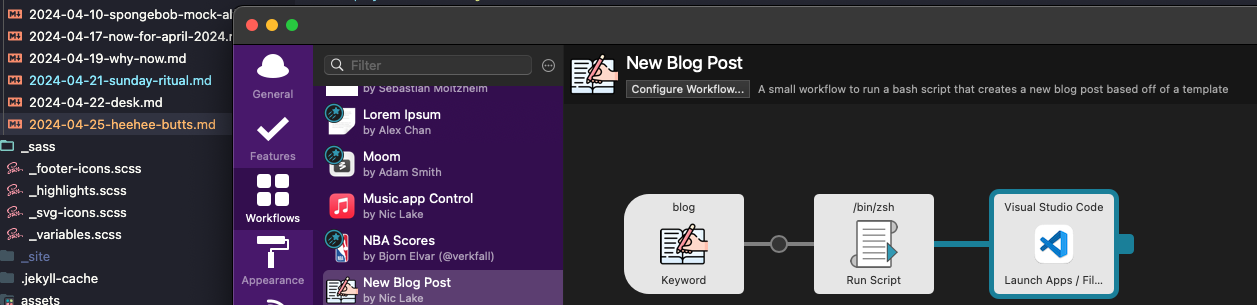 2024-04-10-spongebob-mock-al
2024-04-17-now-for-april-2024.r
2024-04-19-why-now.md
2024-04-21-sunday-ritual.md
2024-04-22-desk.md
2024-04-25-heehee-butts.md
_sass
_footer-icons.scss
_highlights.scss
_svg-icons.scss
_variables.scss
_site
.jekyll-cache
assets
General
Features
Workflows
Appearance
Filter
by Sebastian Moitzheim
Lorem Ipsum
by Alex Chan
Moom
by Adam Smith
Music.app Control
by Nic Lake
NBA Scores
by Bjorn Elvar (@verkfall)
New Blog Post
by Nic Lake
New Blog Post
Configure Workflow... A small workflow to run a bash script that creates a new blog post based off of a template
blog
Keyword
/bin/zsh
Run Script
Visual Studio Code
Launch Apps / Fil...